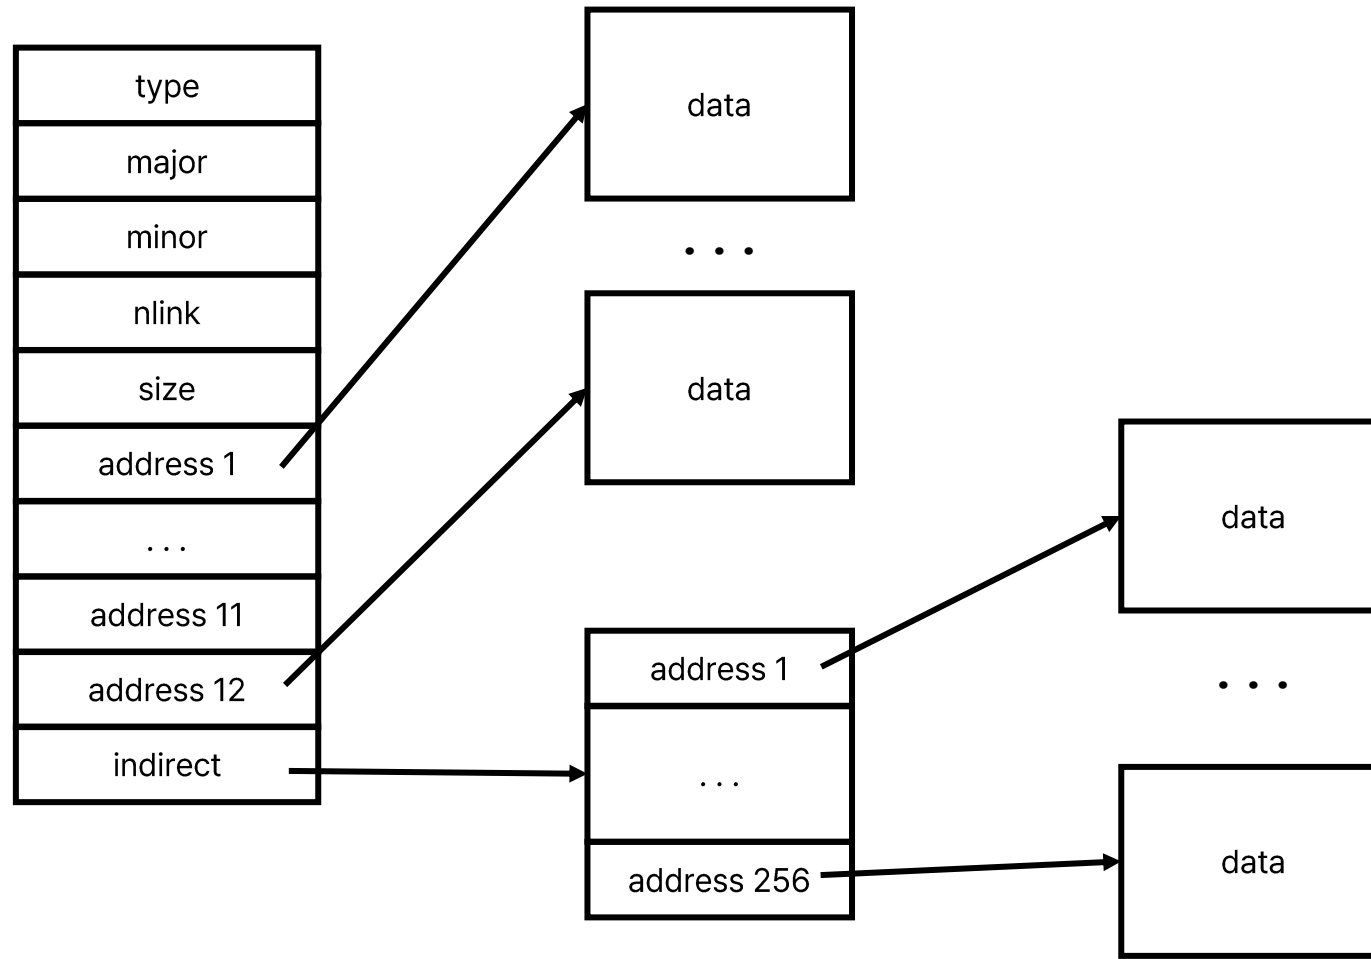 type
major
minor
nlink
size
address 1
. . .
address 11
address 12
indirect
data
. . .
data
address 1
. . .
address 256
data
. . .
data